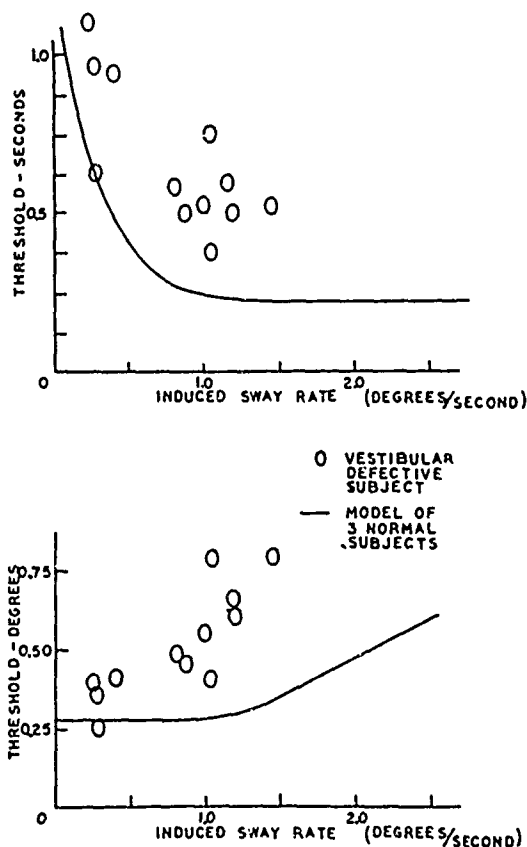 THRESHOLD - SECONDS
1.0
0.5
0
1.0
2.0
INDUCED SWAY RATE (DEGREES/SECOND)
O VESTIBULAR
DEFECTIVE
SUBJECT
— MODEL OF
3 NORMAL
SUBJECTS
THRESHOLD - DEGREES
0.75
0.50
0.25
0
1.0
2.0
INDUCED SWAY RATE (DEGREES/SECOND)